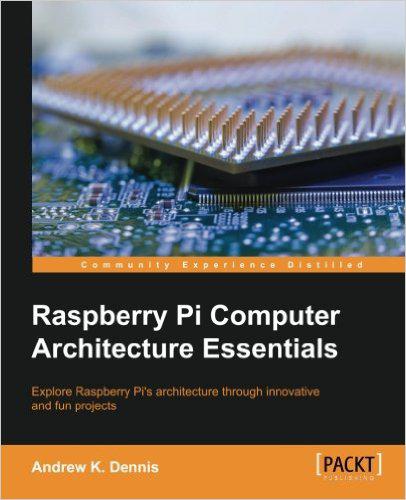 Community Experience Distilled
Raspberry Pi Computer
Architecture Essentials
Explore Raspberry Pi's architecture through innovative
and fun projects
Andrew K. Dennis
[PACKT]
PUBLISHING